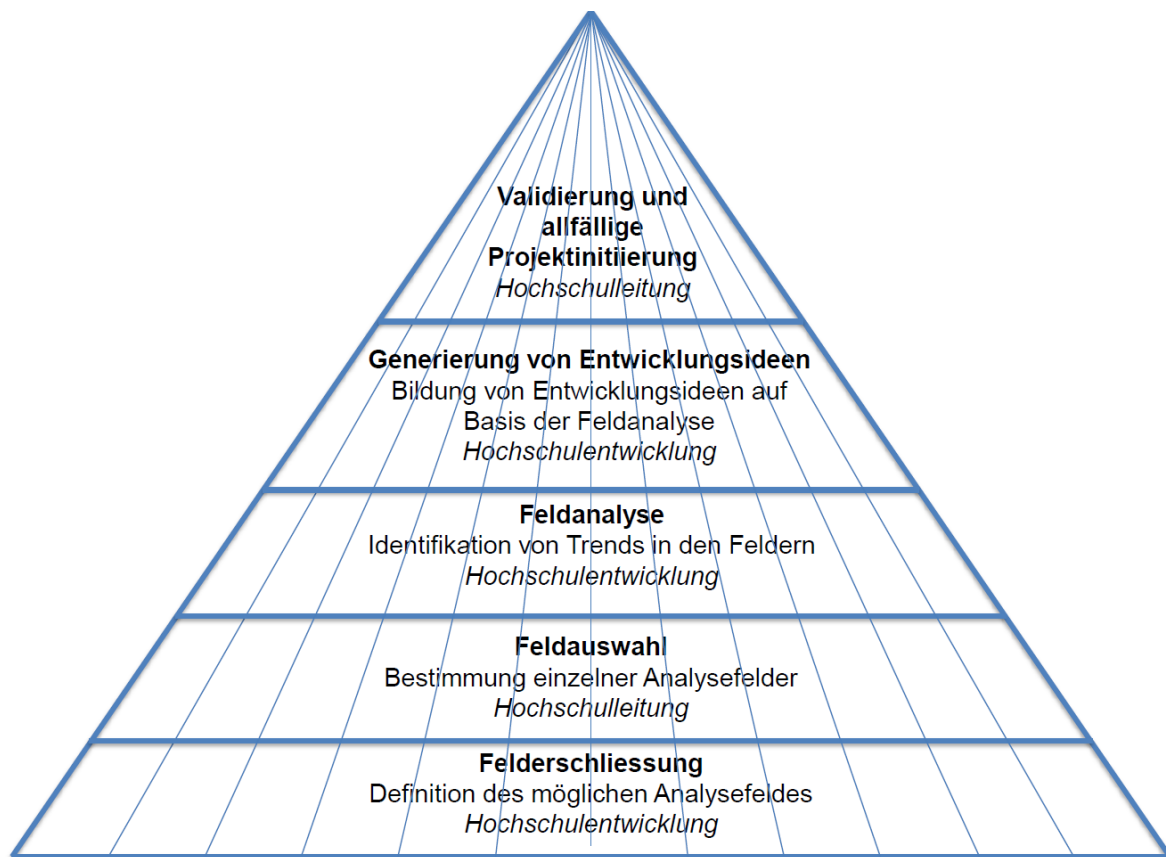 Validierung und
allfällige
Projektinitiierung
Hochschulleitung
Generierung von Entwicklungsideen
Bildung von Entwicklungsideen auf
Basis der Feldanalyse
Hochschulentwicklung
Feldanalyse
Identifikation von Trends in den Feldern
Hochschulentwicklung
Feldauswahl
Bestimmung einzelner Analysefelder
Hochschulleitung
Felderschliessung
Definition des möglichen Analysefeldes
Hochschulentwicklung